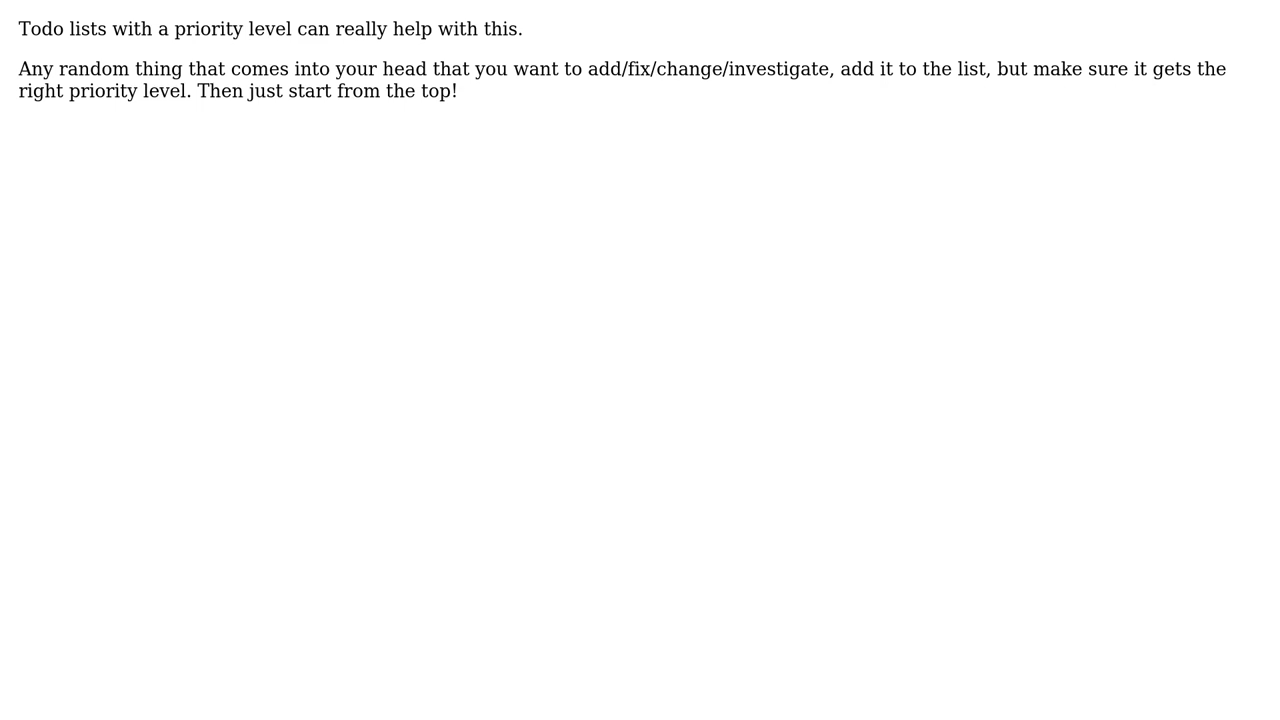 Todo lists with a priority level can really help with this.
Any random thing that comes into your head that you want to add/fix/change/investigate, add it to the list, but make sure it gets the
right priority level. Then just start from the top!